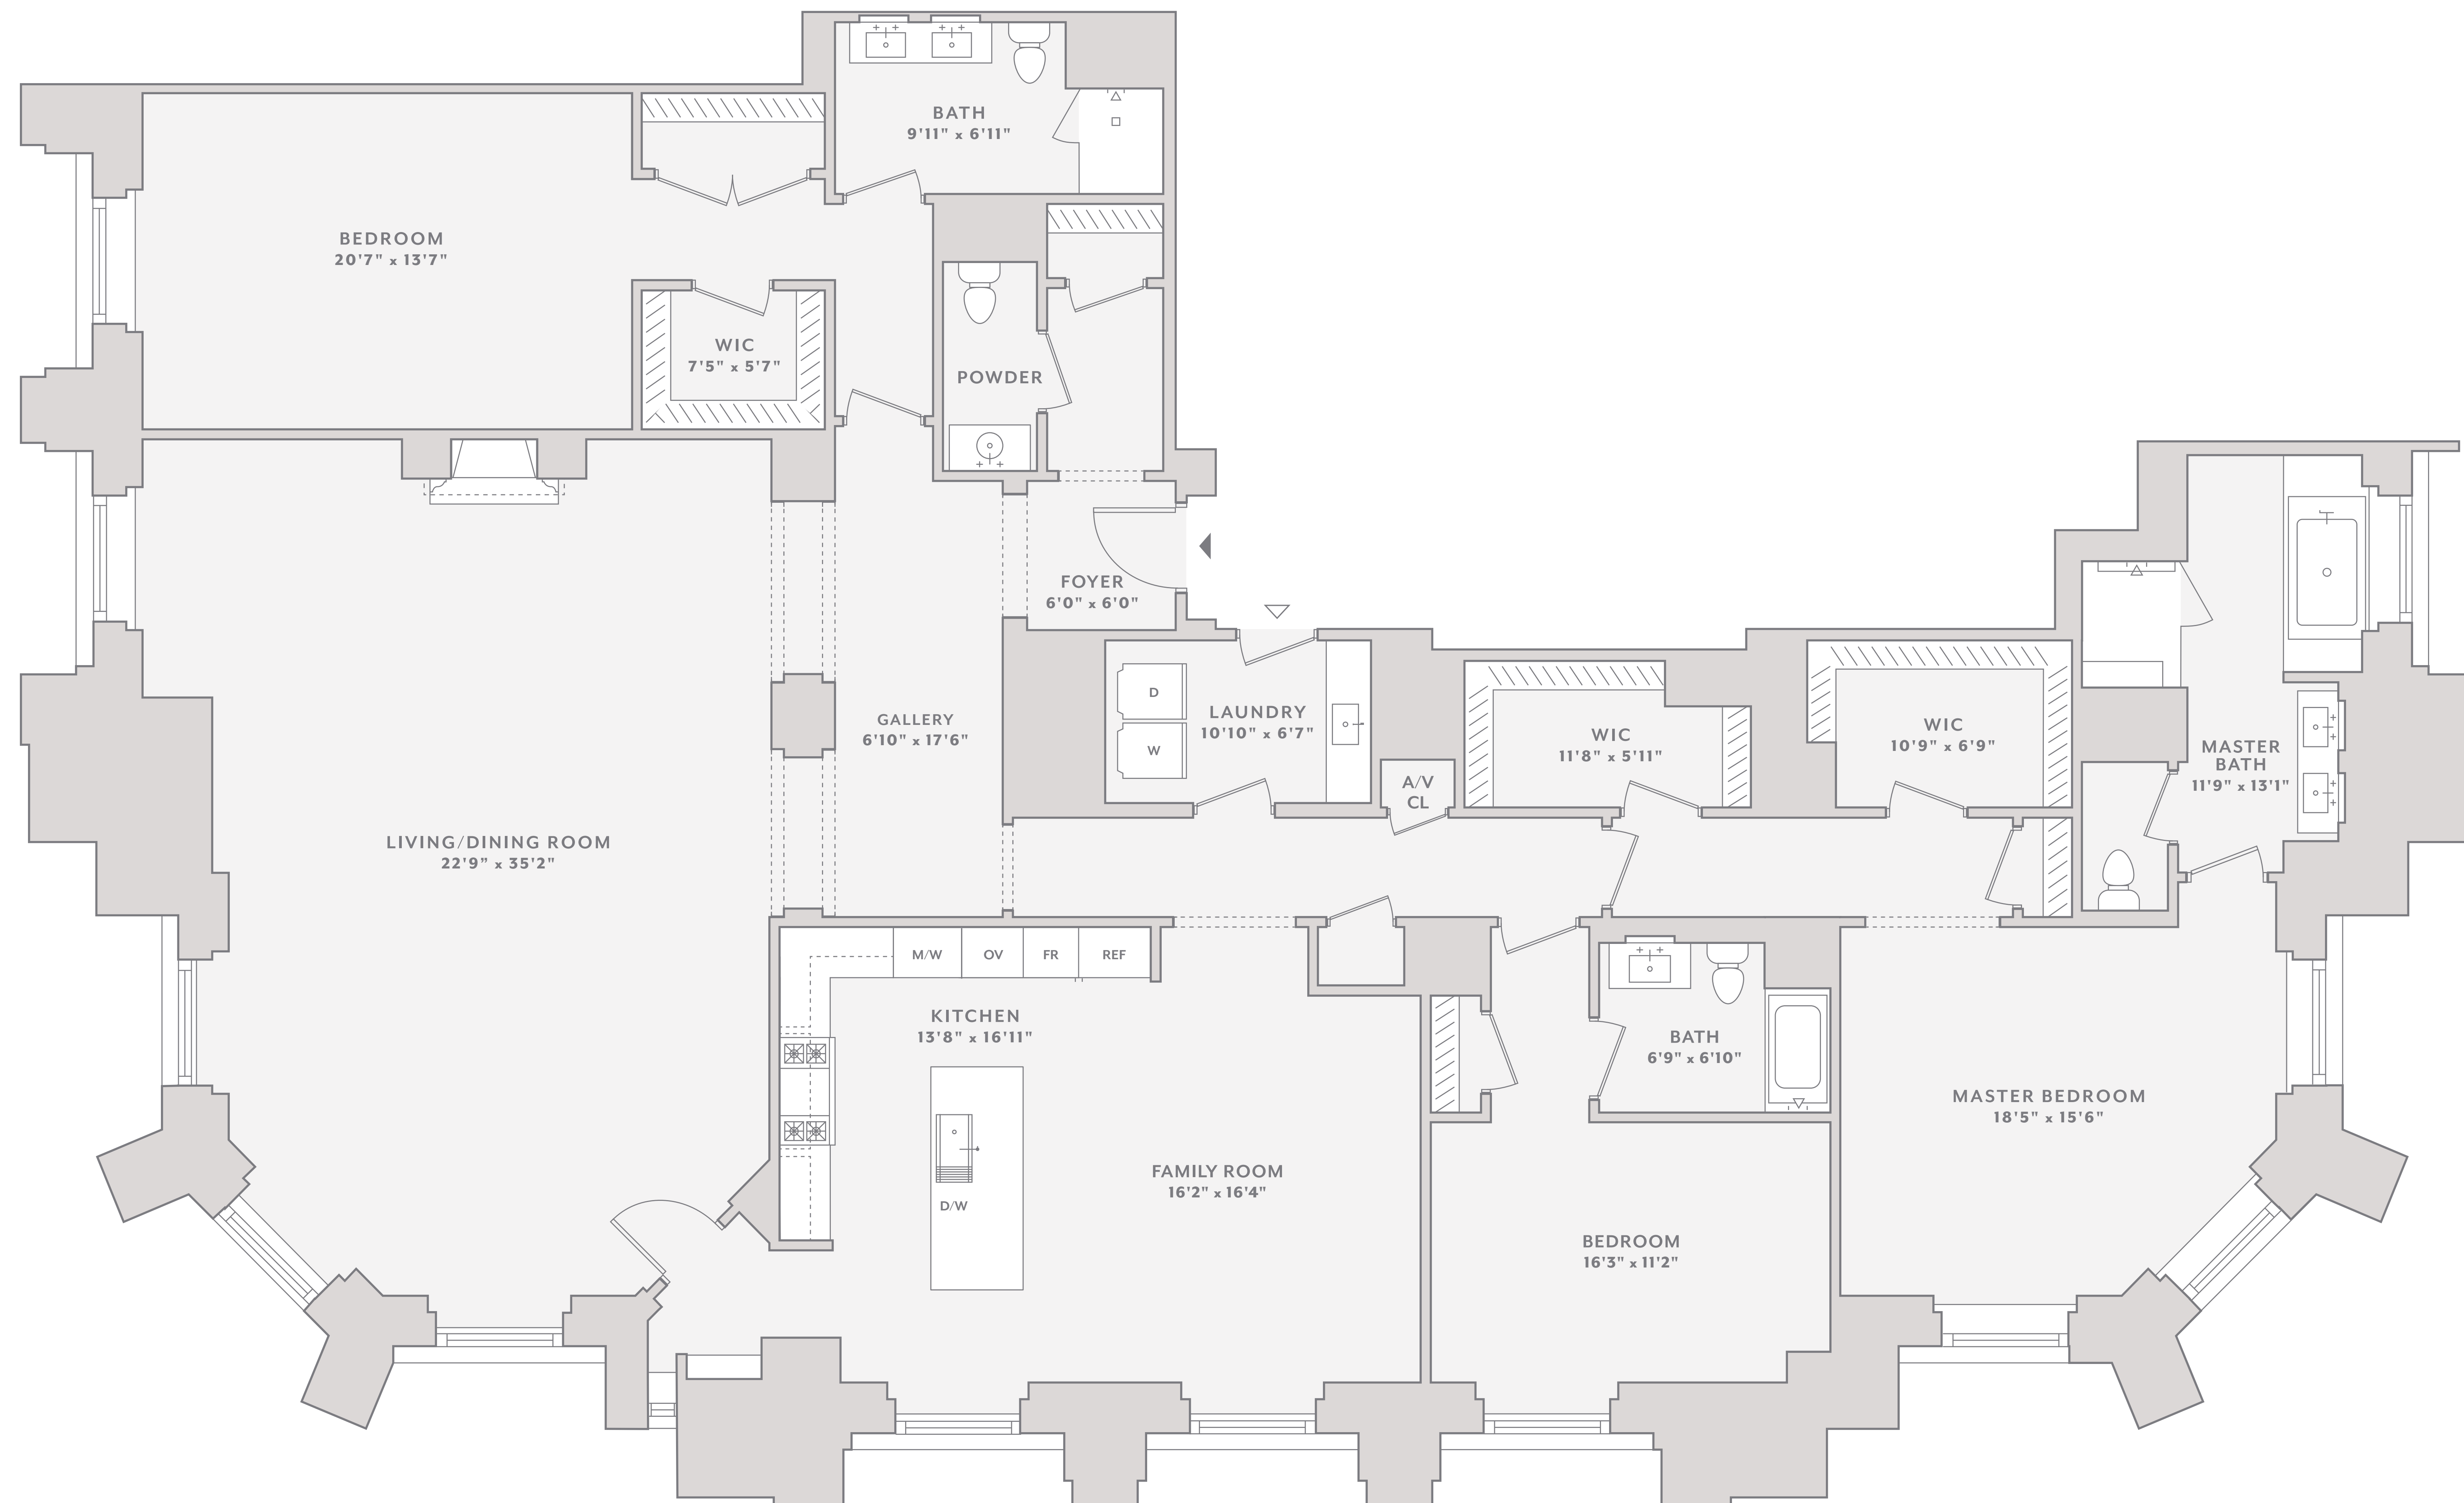 BATH
9'11" x 6'11"
BEDROOM
20'7" x 13'7"
WIC
7'5" x 5'7"
POWDER
FOYER
6'0" x 6'0"
GALLERY
6'10" x 17'6"
D
W
LAUNDRY
10'10" x 6'7"
A/V
CL
WIC
11'8" x 5'11"
WIC
10'9" x 6'9"
MASTER
BATH
11'9" x 13'1"
LIVING/DINING ROOM
22'9" x 35'2"
M/W
OV
FR
REF
KITCHEN
13'8" x 16'11"
D/W
FAMILY ROOM
16'2" x 16'4"
BATH
6'9" x 6'10"
BEDROOM
16'3" x 11'2"
MASTER BEDROOM
18'5" x 15'6"